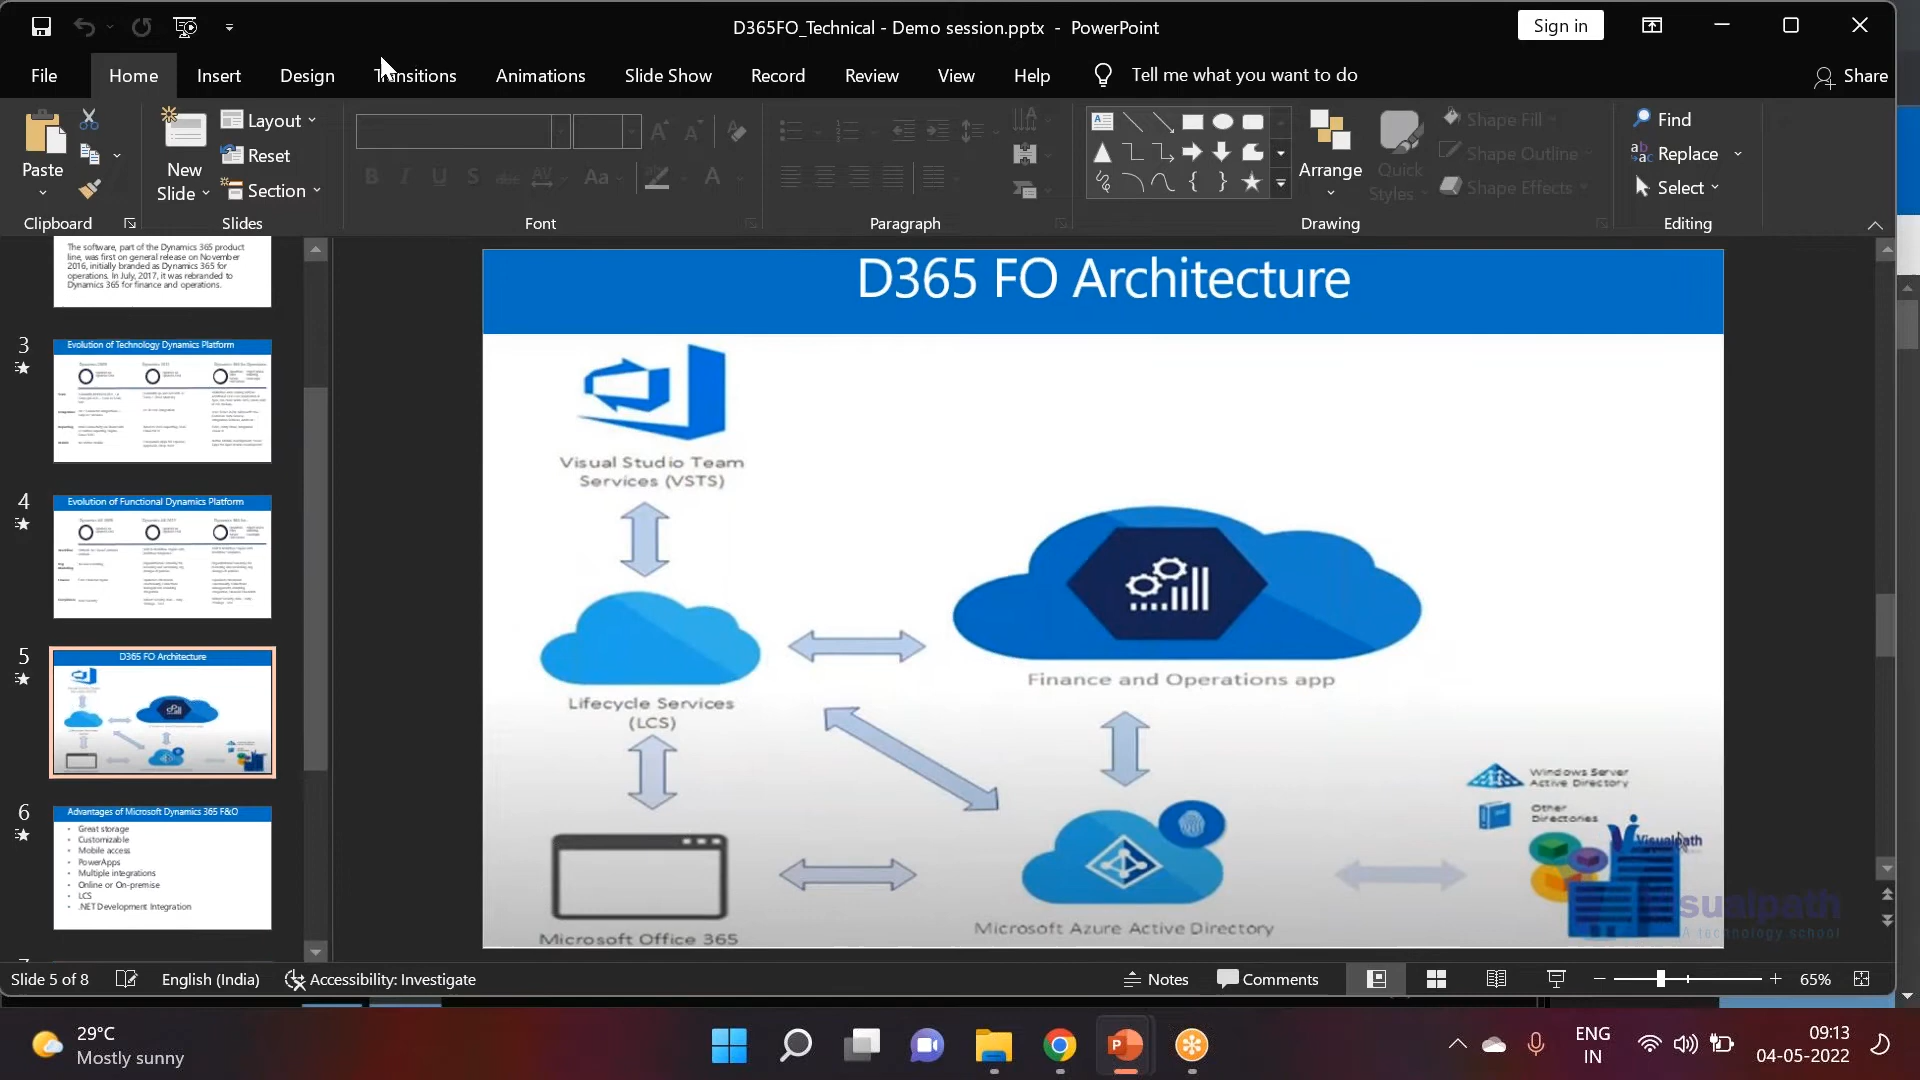 D365FO_Technical - Demo session.pptx - PowerPoint
Sign in
File
Home
Insert
Design
Transitions
Animations
Slide Show
Record
Review
View
Help
Tell me what you want to do
Share
Paste
New
Slide
Layout
Reset
Section
B I U S abc AV Aa A
Shape Fill
Shape Outline
Shape Effects
Arrange
Quick
Styles
Find
Replace
Select
Clipboard
Slides
Font
Paragraph
Drawing
Editing
The software, part of the Dynamics 365 product
line, was first on general release on November
2016, initially branded as Dynamics 365 for
operations. In July, 2017, it was rebranded to
Dynamics 365 for finance and operations.
3
Evolution of Technology Dynamics Platform
4
Evolution of Functional Dynamics Platform
5
D365 FO Architecture
6
Advantages of Microsoft Dynamics 365 F&O
• Great storage
• Customizable
• Mobile access
• PowerApps
• Multiple integrations
• Online or On-premise
• LCS
• .NET Development Integration
D365 FO Architecture
Visual Studio Team
Services (VSTS)
Lifecycle Services
(LCS)
Finance and Operations app
Microsoft Office 365
Microsoft Azure Active Directory
Windows Server
Active Directory
Other
Directories
Visualpath
A technology school
Slide 5 of 8
English (India)
Accessibility: Investigate
Notes
Comments
65%
29°C
Mostly sunny
ENG
IN
09:13
04-05-2022